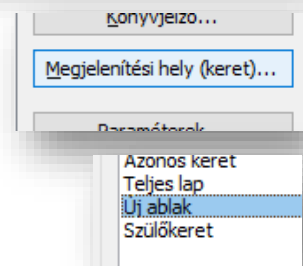 Könyvjelző...
Megjelenítési hely (keret)...
Paraméterek
Azonos keret
Teljes lap
Új ablak
Szülőkeret